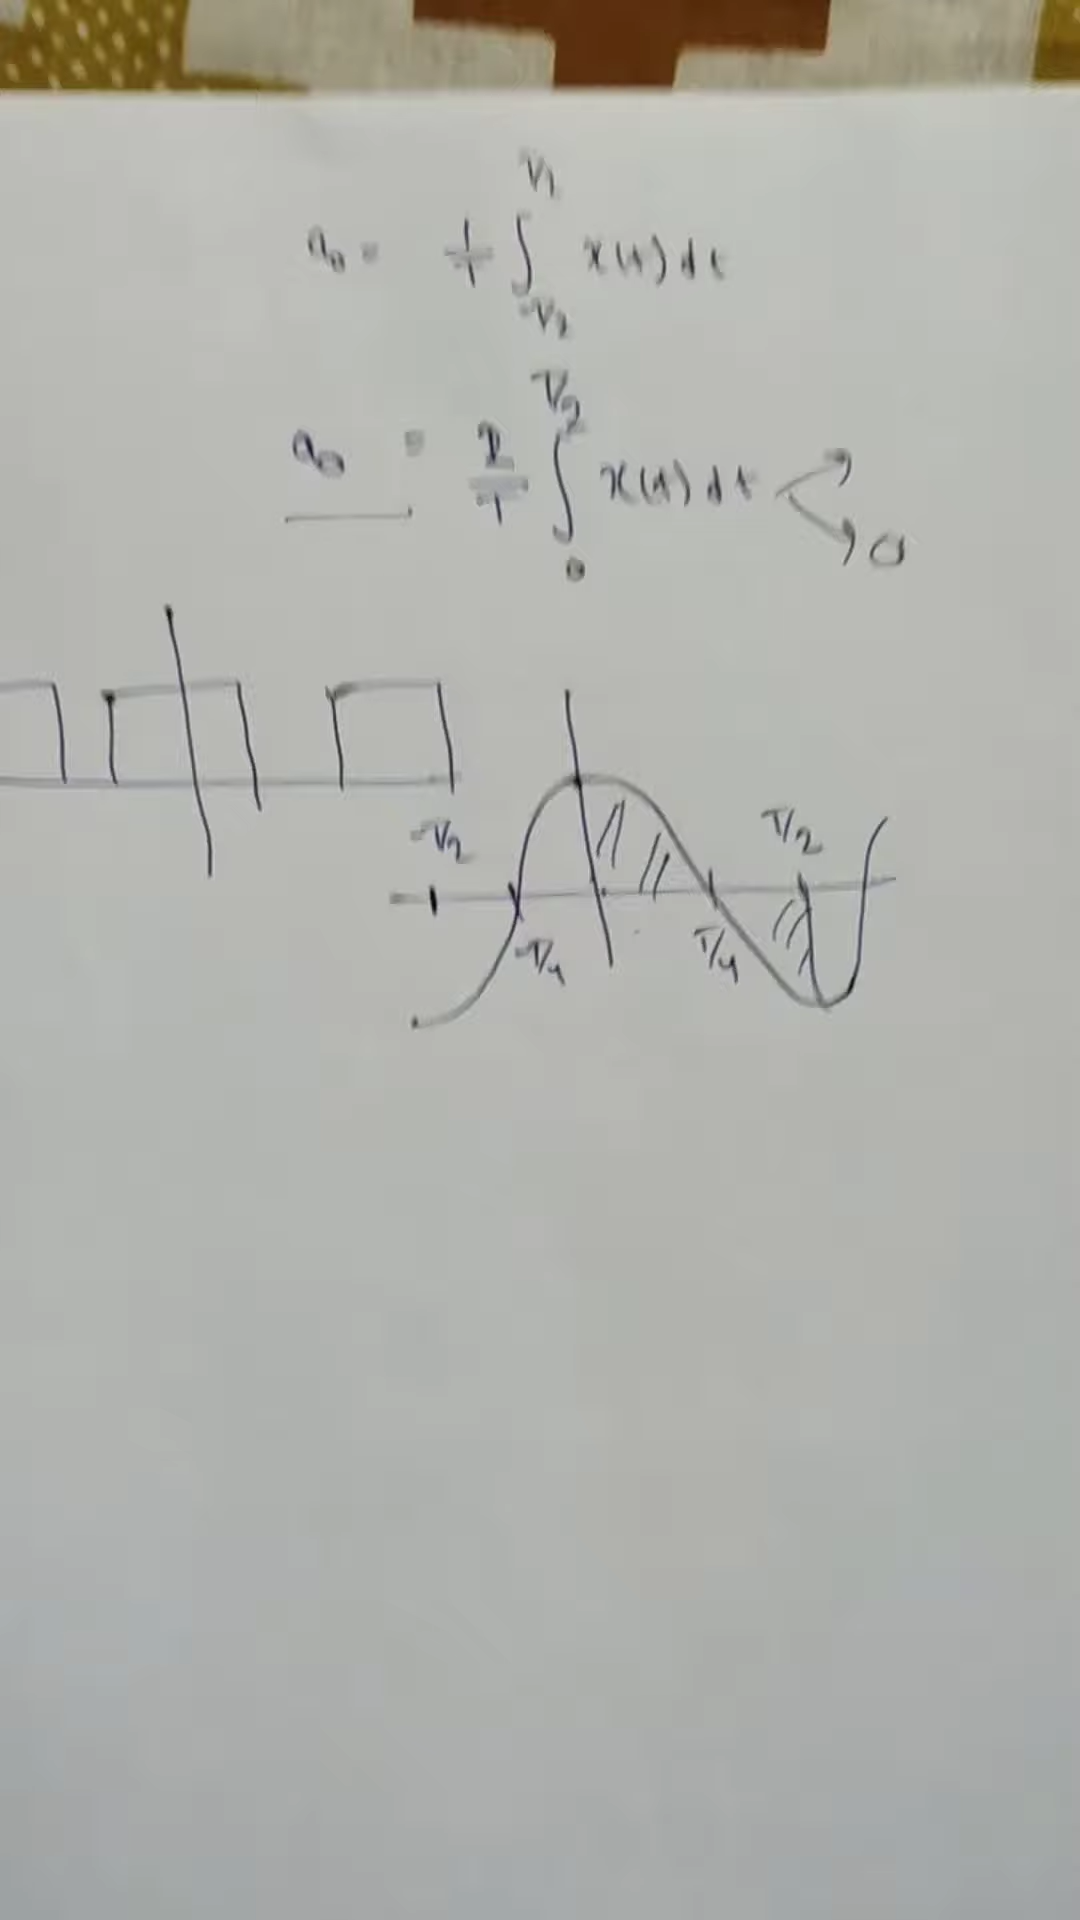 a₀ = 1/T ∫_{-T/2}^{T/2} x(t) dt
a₀ = 2/T ∫_{0}^{T/2} x(t) dt
0
-T/2 T/2
-T/4 T/4